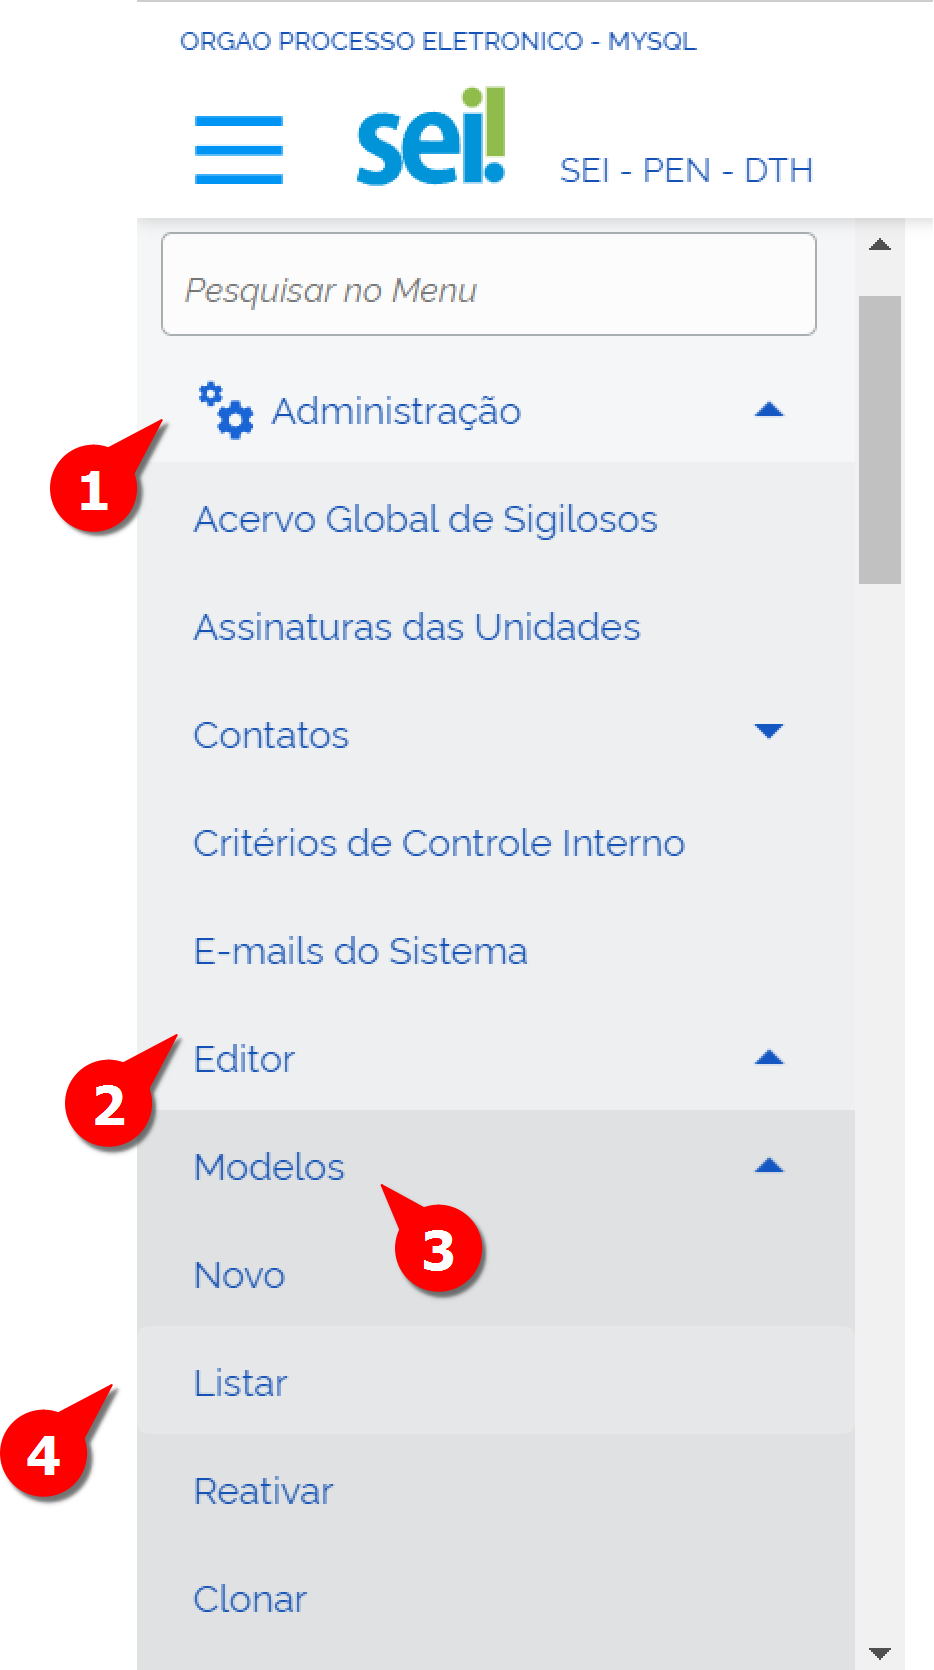 ORGAO PROCESSO ELETRONICO - MYSQL
sei!
SEI - PEN - DTH
Pesquisar no Menu
Administração
1
Acervo Global de Sigilosos
Assinaturas das Unidades
Contatos
Critérios de Controle Interno
E-mails do Sistema
Editor
2
Modelos
3
Novo
Listar
4
Reativar
Clonar